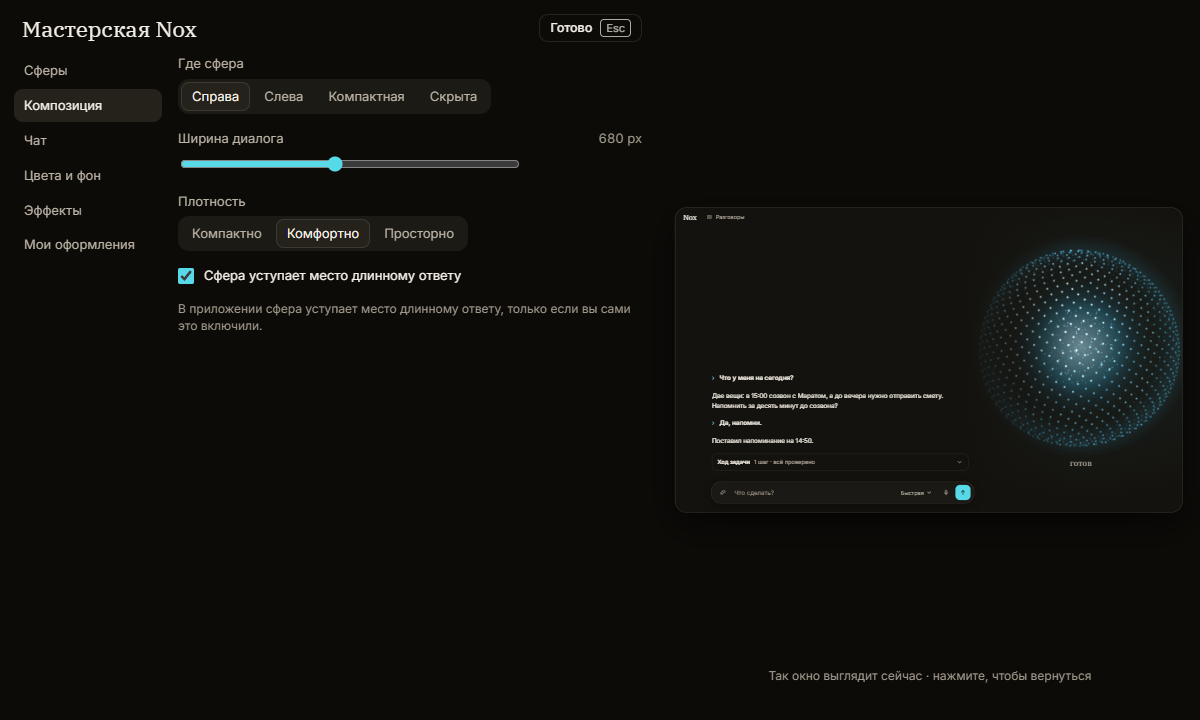 Мастерская Nox
Готово Esc
Сферы
Композиция
Чат
Цвета и фон
Эффекты
Мои оформления
Где сфера
Справа Слева Компактная Скрыта
Ширина диалога 680 px
Плотность
Компактно Комфортно Просторно
Сфера уступает место длинному ответу
В приложении сфера уступает место длинному ответу, только если вы сами
это включили.
Nox Разговоры
› Что у меня на сегодня?
Две вещи: в 15:00 созвон с Маратом, а до вечера нужно отправить смету.
Напомнить за десять минут до созвона?
› Да, напомни.
Поставил напоминание на 14:50.
Ход задачи 1 шаг · всё проверено
Что сделать? Быстрая
готов
Так окно выглядит сейчас · нажмите, чтобы вернуться